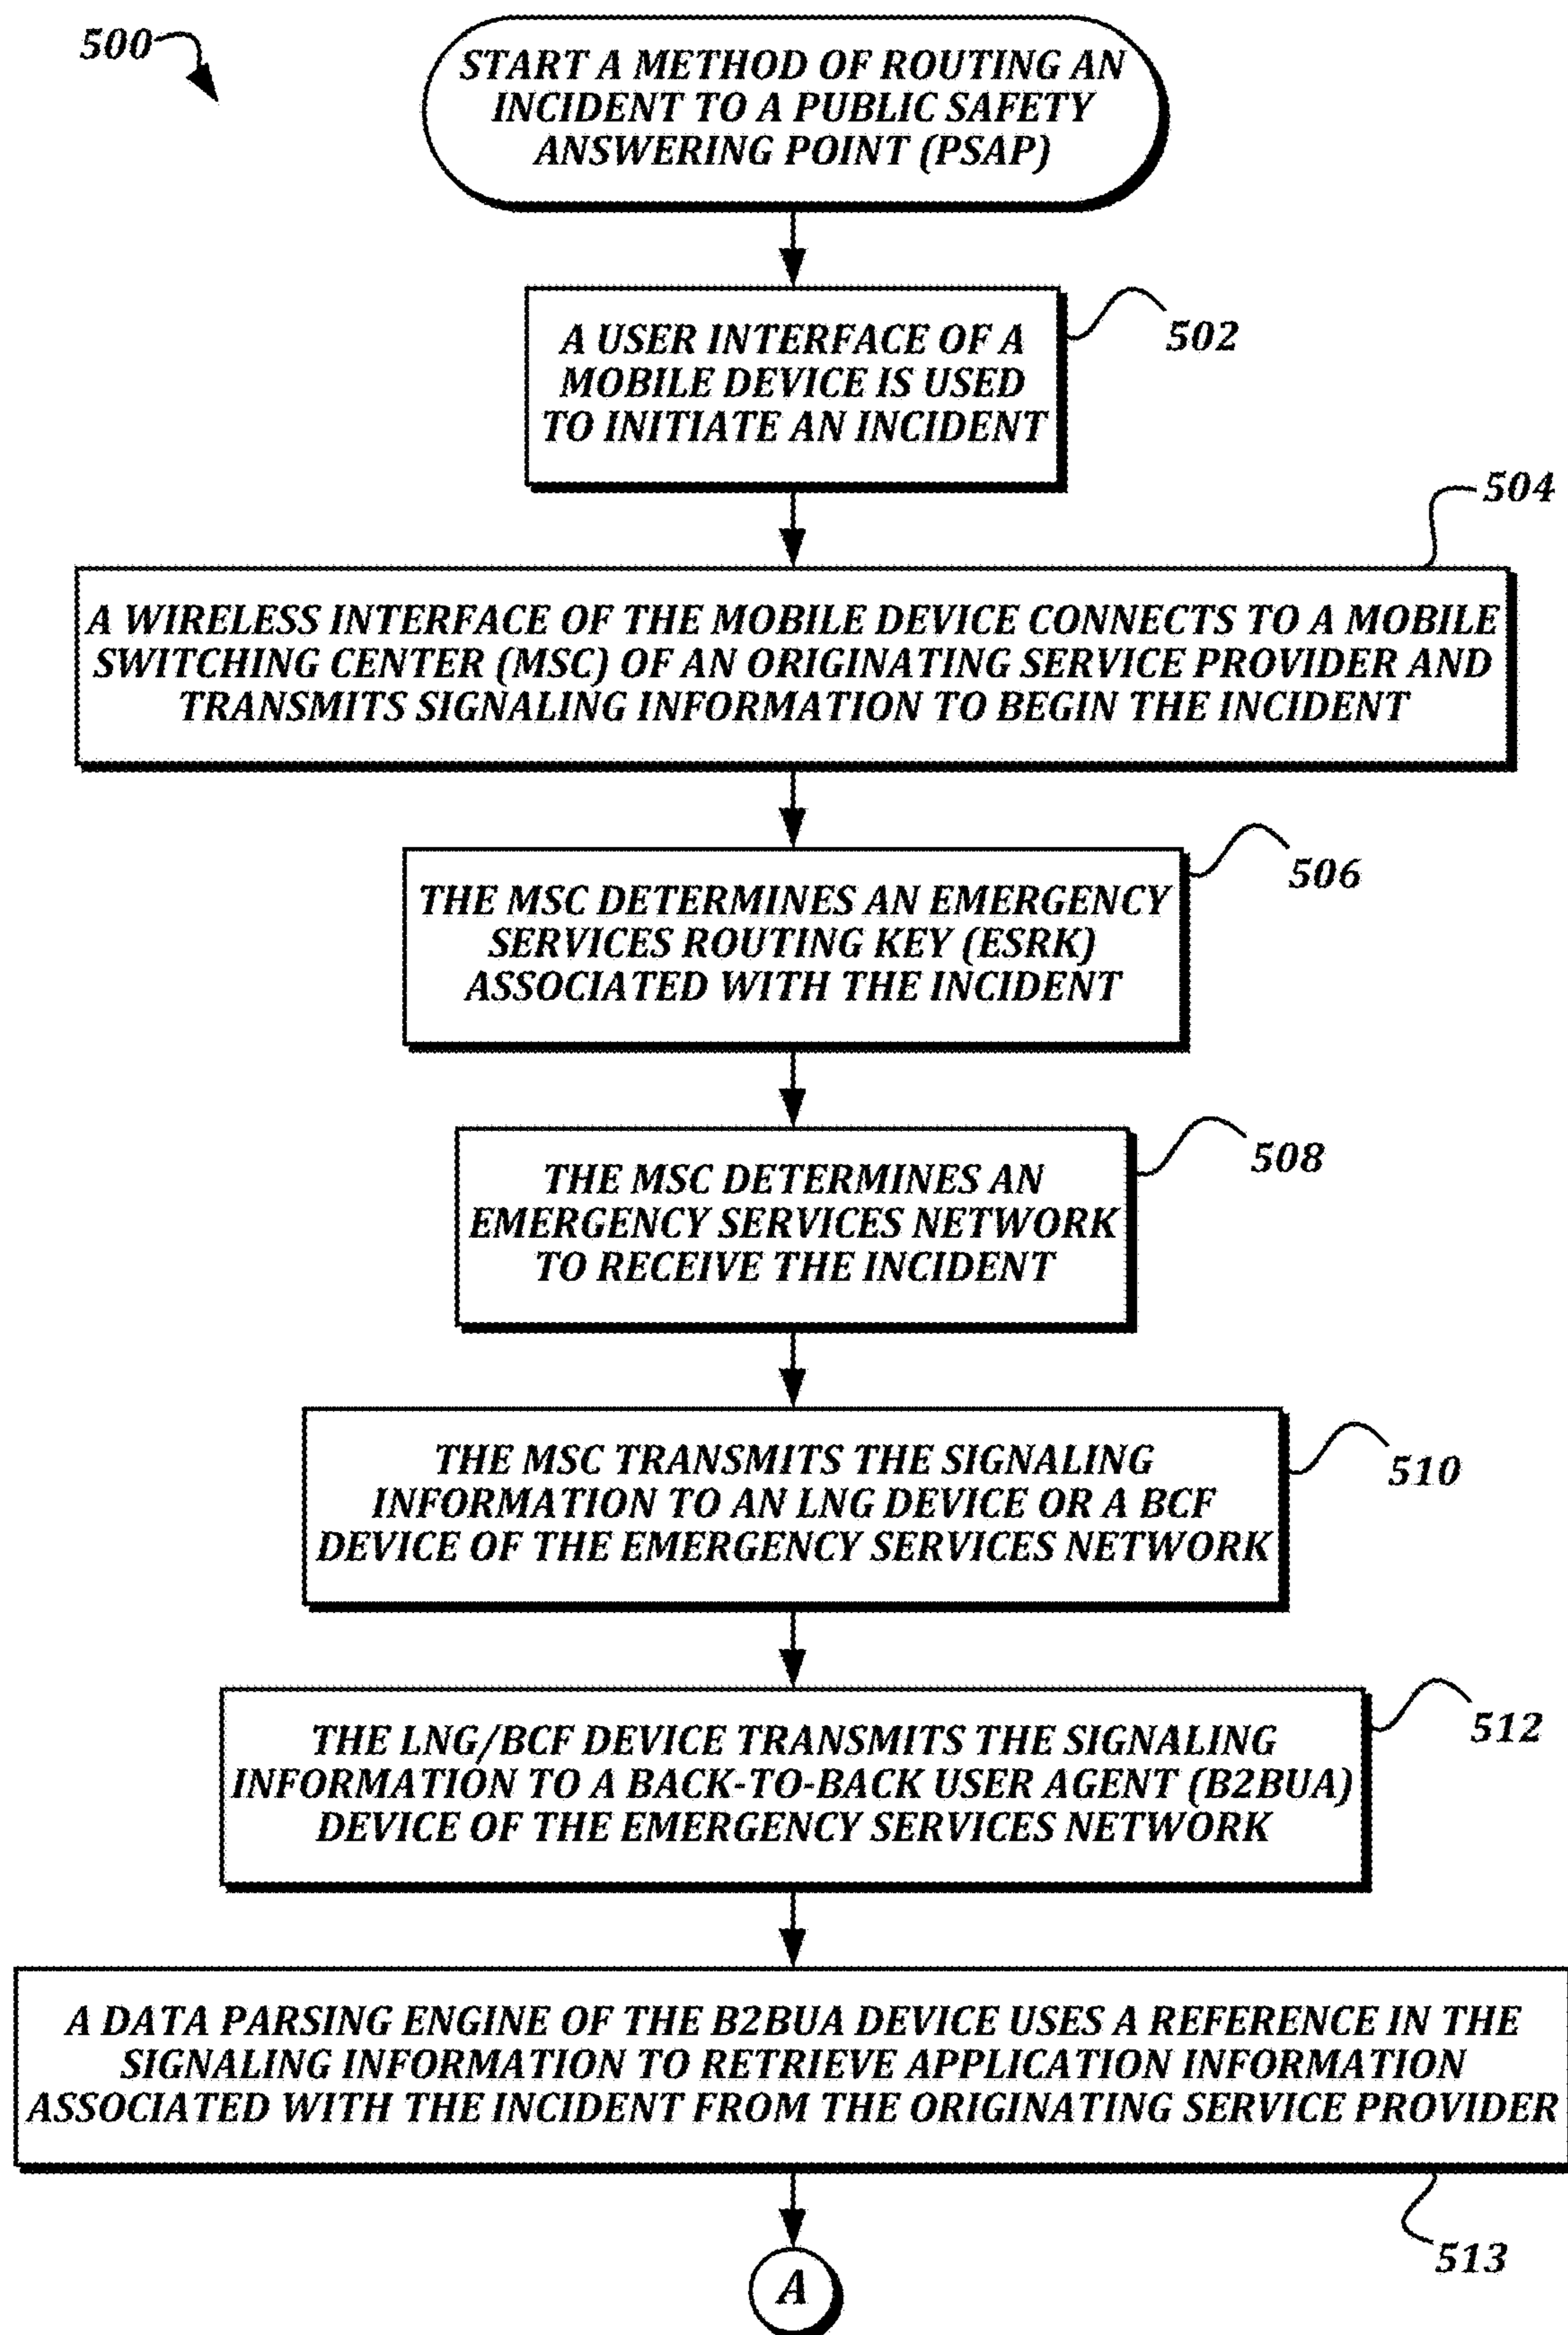 500
START A METHOD OF ROUTING AN
INCIDENT TO A PUBLIC SAFETY
ANSWERING POINT (PSAP)
A USER INTERFACE OF A
MOBILE DEVICE IS USED
TO INITIATE AN INCIDENT
502
504
A WIRELESS INTERFACE OF THE MOBILE DEVICE CONNECTS TO A MOBILE
SWITCHING CENTER (MSC) OF AN ORIGINATING SERVICE PROVIDER AND
TRANSMITS SIGNALING INFORMATION TO BEGIN THE INCIDENT
506
THE MSC DETERMINES AN EMERGENCY
SERVICES ROUTING KEY (ESRK)
ASSOCIATED WITH THE INCIDENT
508
THE MSC DETERMINES AN
EMERGENCY SERVICES NETWORK
TO RECEIVE THE INCIDENT
510
THE MSC TRANSMITS THE SIGNALING
INFORMATION TO AN LNG DEVICE OR A BCF
DEVICE OF THE EMERGENCY SERVICES NETWORK
512
THE LNG/BCF DEVICE TRANSMITS THE SIGNALING
INFORMATION TO A BACK-TO-BACK USER AGENT (B2BUA)
DEVICE OF THE EMERGENCY SERVICES NETWORK
A DATA PARSING ENGINE OF THE B2BUA DEVICE USES A REFERENCE IN THE
SIGNALING INFORMATION TO RETRIEVE APPLICATION INFORMATION
ASSOCIATED WITH THE INCIDENT FROM THE ORIGINATING SERVICE PROVIDER
513
A